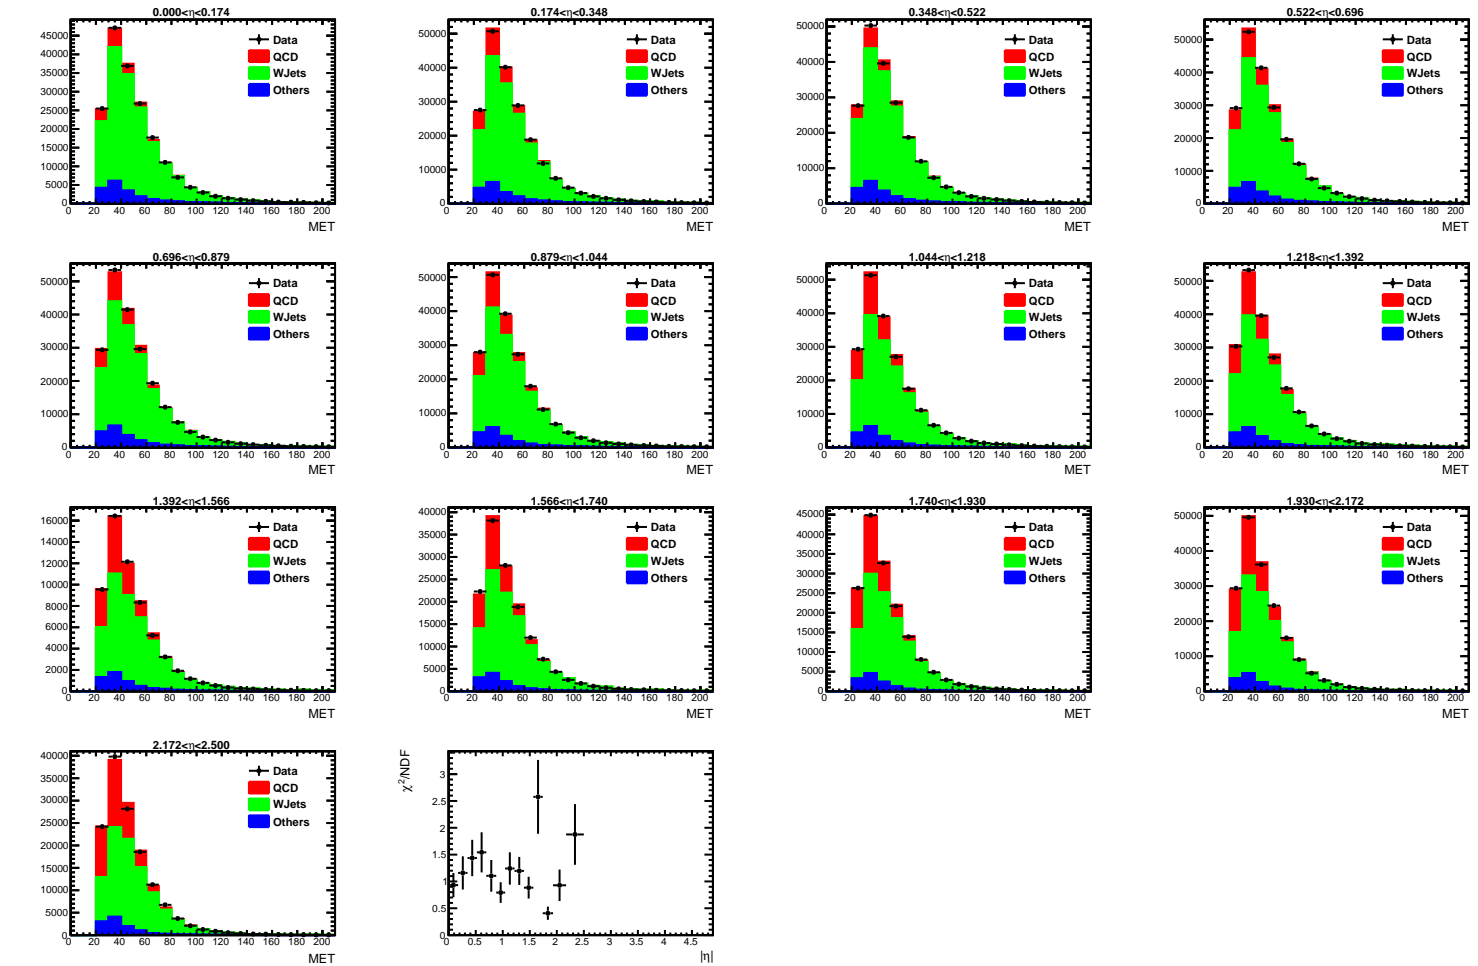 0.000<η<0.174
45000
40000
35000
30000
25000
20000
15000
10000
5000
0
0 20 40 60 80 100 120 140 160 180 200
MET
Data
QCD
WJets
Others
0.174<η<0.348
50000
40000
30000
20000
10000
0
0 20 40 60 80 100 120 140 160 180 200
MET
Data
QCD
WJets
Others
0.348<η<0.522
50000
40000
30000
20000
10000
0
0 20 40 60 80 100 120 140 160 180 200
MET
Data
QCD
WJets
Others
0.522<η<0.696
50000
40000
30000
20000
10000
0
0 20 40 60 80 100 120 140 160 180 200
MET
Data
QCD
WJets
Others
0.696<η<0.879
50000
40000
30000
20000
10000
0
0 20 40 60 80 100 120 140 160 180 200
MET
Data
QCD
WJets
Others
0.879<η<1.044
50000
40000
30000
20000
10000
0
0 20 40 60 80 100 120 140 160 180 200
MET
Data
QCD
WJets
Others
1.044<η<1.218
50000
40000
30000
20000
10000
0
0 20 40 60 80 100 120 140 160 180 200
MET
Data
QCD
WJets
Others
1.218<η<1.392
50000
40000
30000
20000
10000
0
0 20 40 60 80 100 120 140 160 180 200
MET
Data
QCD
WJets
Others
1.392<η<1.566
16000
14000
12000
10000
8000
6000
4000
2000
0
0 20 40 60 80 100 120 140 160 180 200
MET
Data
QCD
WJets
Others
1.566<η<1.740
40000
35000
30000
25000
20000
15000
10000
5000
0
0 20 40 60 80 100 120 140 160 180 200
MET
Data
QCD
WJets
Others
1.740<η<1.930
45000
40000
35000
30000
25000
20000
15000
10000
5000
0
0 20 40 60 80 100 120 140 160 180 200
MET
Data
QCD
WJets
Others
1.930<η<2.172
50000
40000
30000
20000
10000
0
0 20 40 60 80 100 120 140 160 180 200
MET
Data
QCD
WJets
Others
2.172<η<2.500
40000
35000
30000
25000
20000
15000
10000
5000
0
0 20 40 60 80 100 120 140 160 180 200
MET
Data
QCD
WJets
Others
χ²/NDF
3
2.5
2
1.5
1
0.5
0
0 0.5 1 1.5 2 2.5 3 3.5 4 4.5
|η|